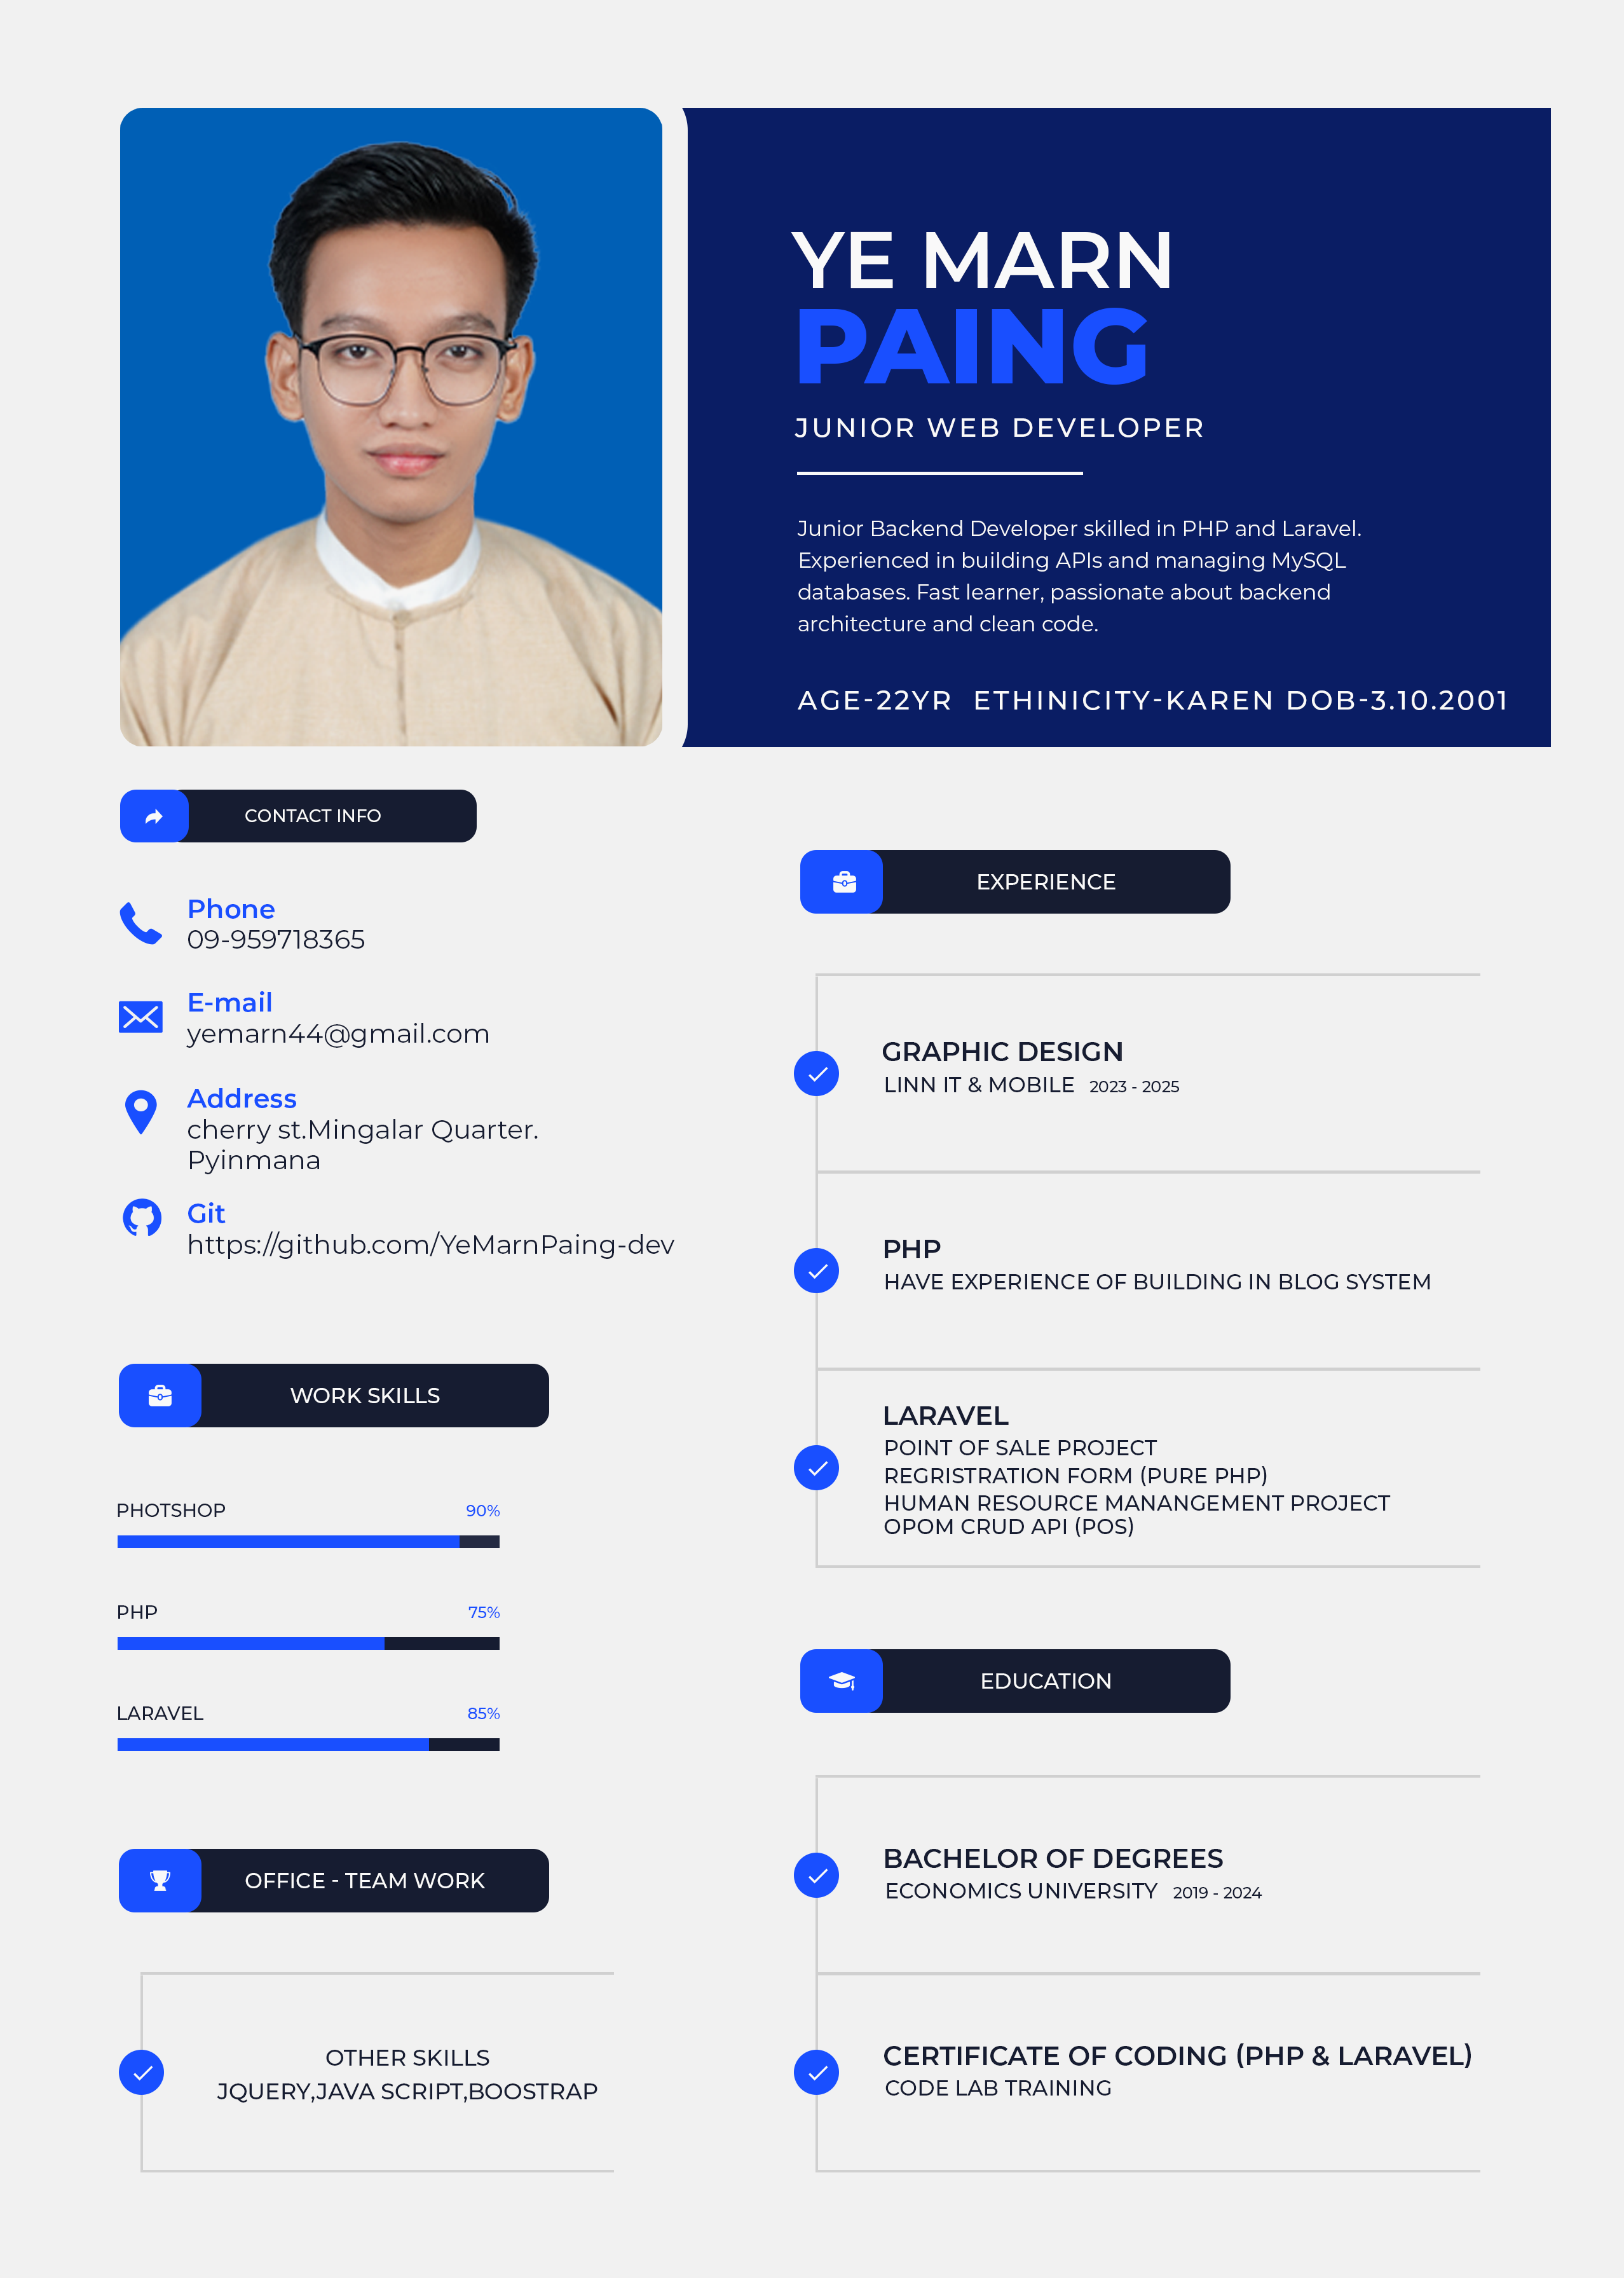 YE MARN
PAING
JUNIOR WEB DEVELOPER
Junior Backend Developer skilled in PHP and Laravel.
Experienced in building APIs and managing MySQL
databases. Fast learner, passionate about backend
architecture and clean code.
AGE-22YR ETHINICITY-KAREN DOB-3.10.2001
CONTACT INFO
Phone
09-959718365
E-mail
yemarn44@gmail.com
Address
cherry st.Mingalar Quarter.
Pyinmana
Git
https://github.com/YeMarnPaing-dev
WORK SKILLS
PHOTSHOP 90%
PHP 75%
LARAVEL 85%
OFFICE - TEAM WORK
OTHER SKILLS
JQUERY,JAVA SCRIPT,BOOSTRAP
EXPERIENCE
GRAPHIC DESIGN
LINN IT & MOBILE 2023 - 2025
PHP
HAVE EXPERIENCE OF BUILDING IN BLOG SYSTEM
LARAVEL
POINT OF SALE PROJECT
REGRISTRATION FORM (PURE PHP)
HUMAN RESOURCE MANANGEMENT PROJECT
OPOM CRUD API (POS)
EDUCATION
BACHELOR OF DEGREES
ECONOMICS UNIVERSITY 2019 - 2024
CERTIFICATE OF CODING (PHP & LARAVEL)
CODE LAB TRAINING